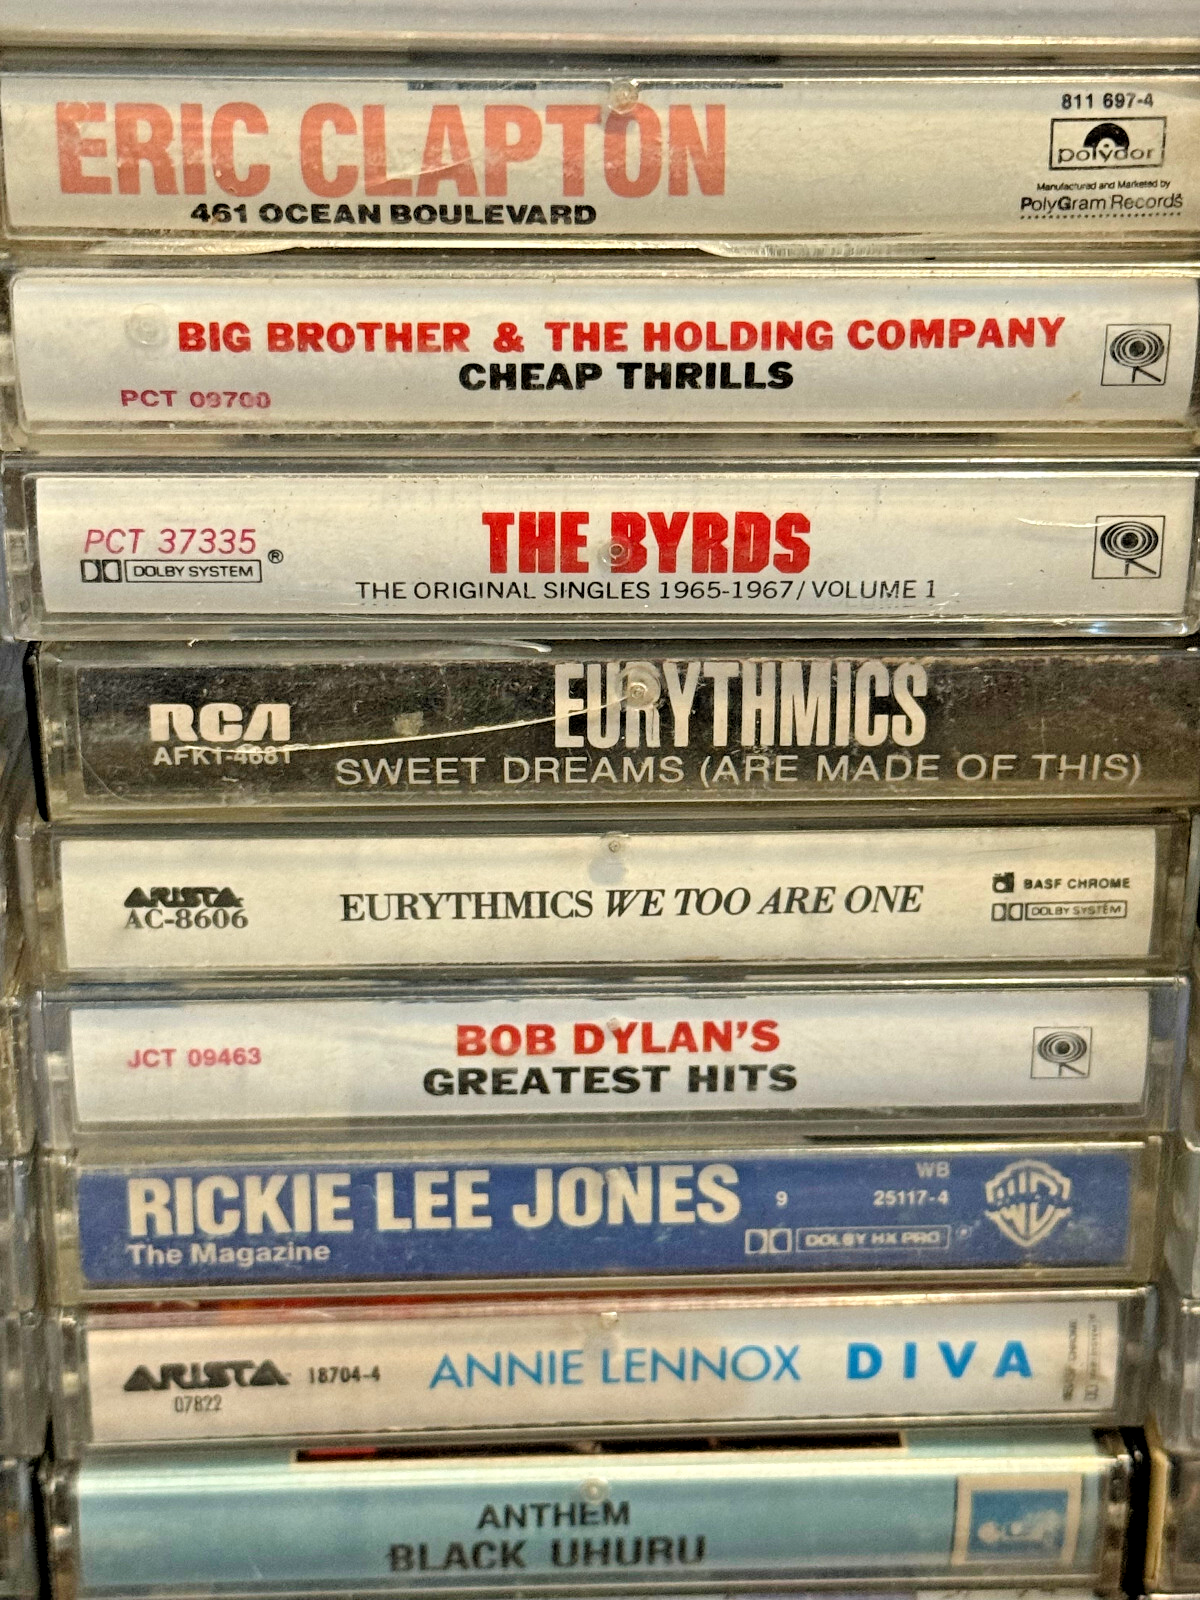 ERIC CLAPTON
461 OCEAN BOULEVARD
811 697-4
polydor
Manufactured and Marketed by
PolyGram Records
BIG BROTHER & THE HOLDING COMPANY
CHEAP THRILLS
PCT 09700
PCT 37335
DOLBY SYSTEM ®
THE BYRDS
THE ORIGINAL SINGLES 1965-1967/VOLUME 1
RCA
AFK1-4681
EURYTHMICS
SWEET DREAMS (ARE MADE OF THIS)
ARISTA
AC-8606
EURYTHMICS WE TOO ARE ONE
BASF CHROME
DOLBY SYSTEM
JCT 09463
BOB DYLAN'S
GREATEST HITS
RICKIE LEE JONES
The Magazine
WB
9 25117-4
DOLBY HX PRO
ARISTA 18704-4
07822
ANNIE LENNOX DIVA
ANTHEM
BLACK UHURU